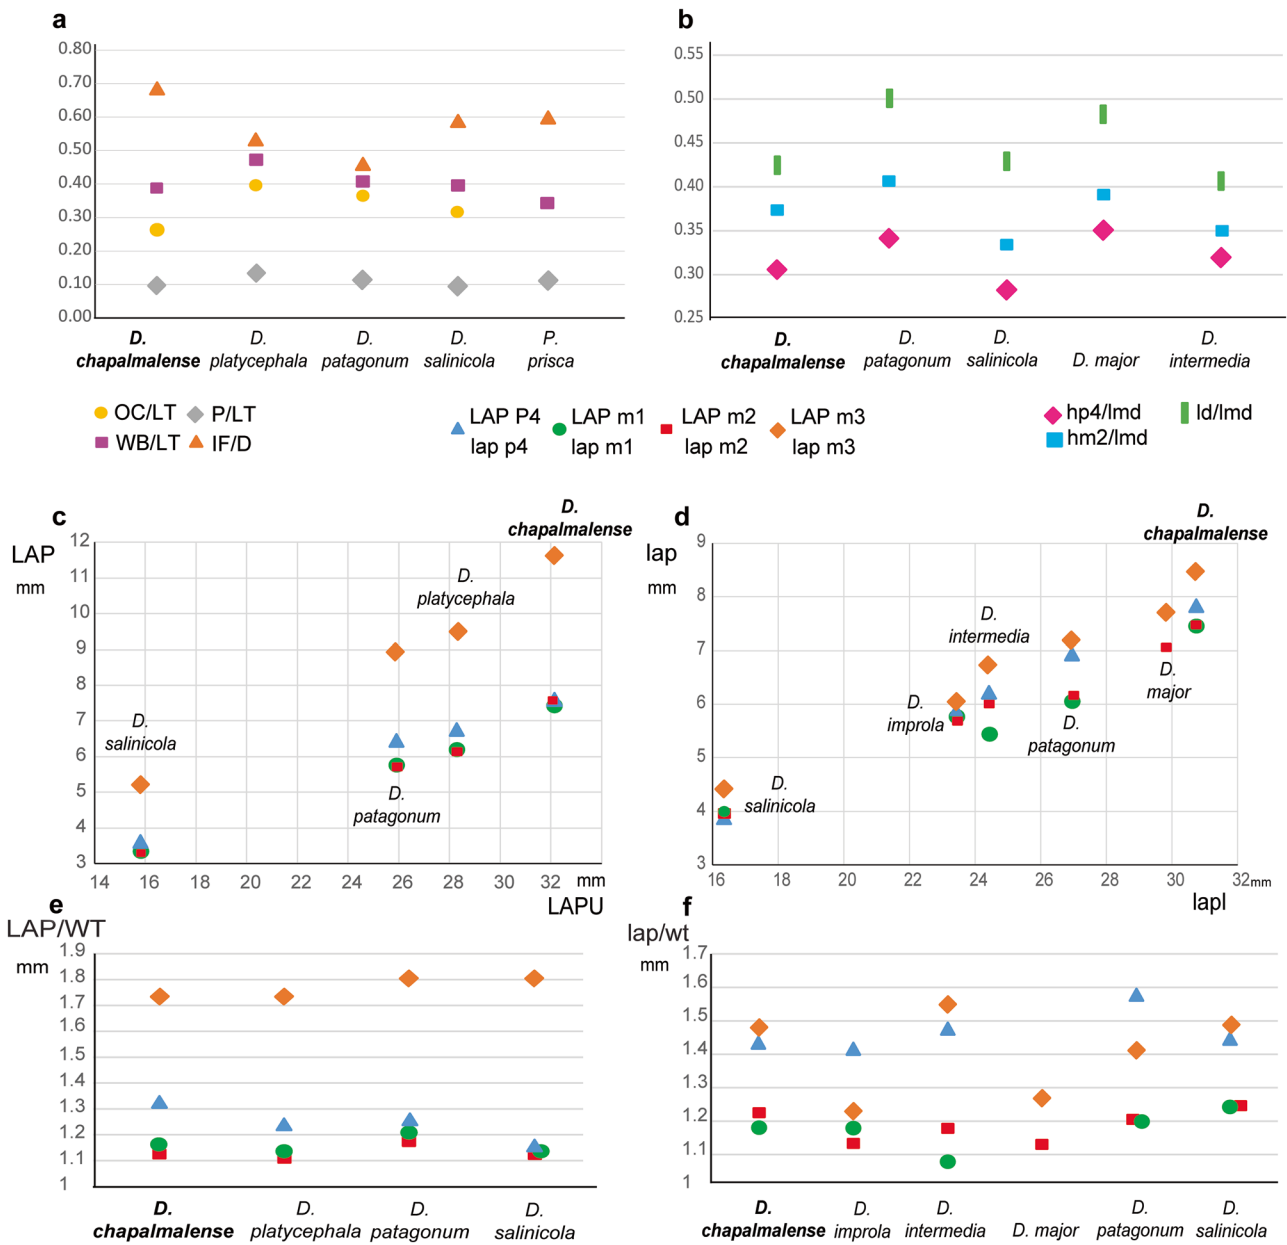 a
0.80
0.70
0.60
0.50
0.40
0.30
0.20
0.10
0.00
D.
chapalmalense
D.
platycephala
D.
patagonum
D.
salinicola
P.
prisca
b
0.55
0.50
0.45
0.40
0.35
0.30
0.25
D.
chapalmalense
D.
patagonum
D.
salinicola
D. major
D.
intermedia
OC/LT
P/LT
WB/LT
IF/D
LAP P4
lap p4
LAP m1
lap m1
LAP m2
lap m2
LAP m3
lap m3
hp4/lmd
ld/lmd
hm2/lmd
c
LAP
mm
12
11
10
9
8
7
6
5
4
3
14 16 18 20 22 24 26 28 30 32 mm
LAPU
D.
chapalmalense
D.
platycephala
D.
salinicola
D.
patagonum
d
lap
mm
9
8
7
6
5
4
3
16 18 20 22 24 26 28 30 32mm
lapl
D.
chapalmalense
D.
intermedia
D.
improla
D.
major
D.
patagonum
D.
salinicola
e
LAP/WT
mm
1.9
1.8
1.7
1.6
1.5
1.4
1.3
1.2
1.1
1
D.
chapalmalense
D.
platycephala
D.
patagonum
D.
salinicola
f
lap/wt
mm
1.7
1.6
1.5
1.4
1.3
1.2
1.1
1
D.
chapalmalense
D.
improla
D.
intermedia
D. major
D.
patagonum
D.
salinicola